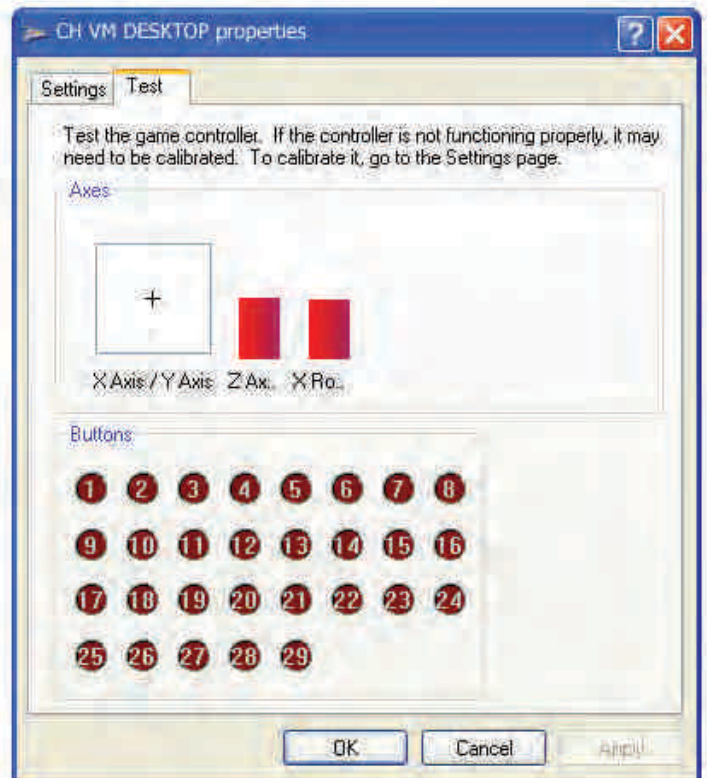 CH VM DESKTOP properties
Settings Test
Test the game controller. If the controller is not functioning properly, it may
need to be calibrated. To calibrate it, go to the Settings page.
Axes
X Axis / Y Axis Z Ax.. X Ro..
Buttons
1 2 3 4 5 6 7 8
9 10 11 12 13 14 15 16
17 18 19 20 21 22 23 24
25 26 27 28 29
OK Cancel Apply